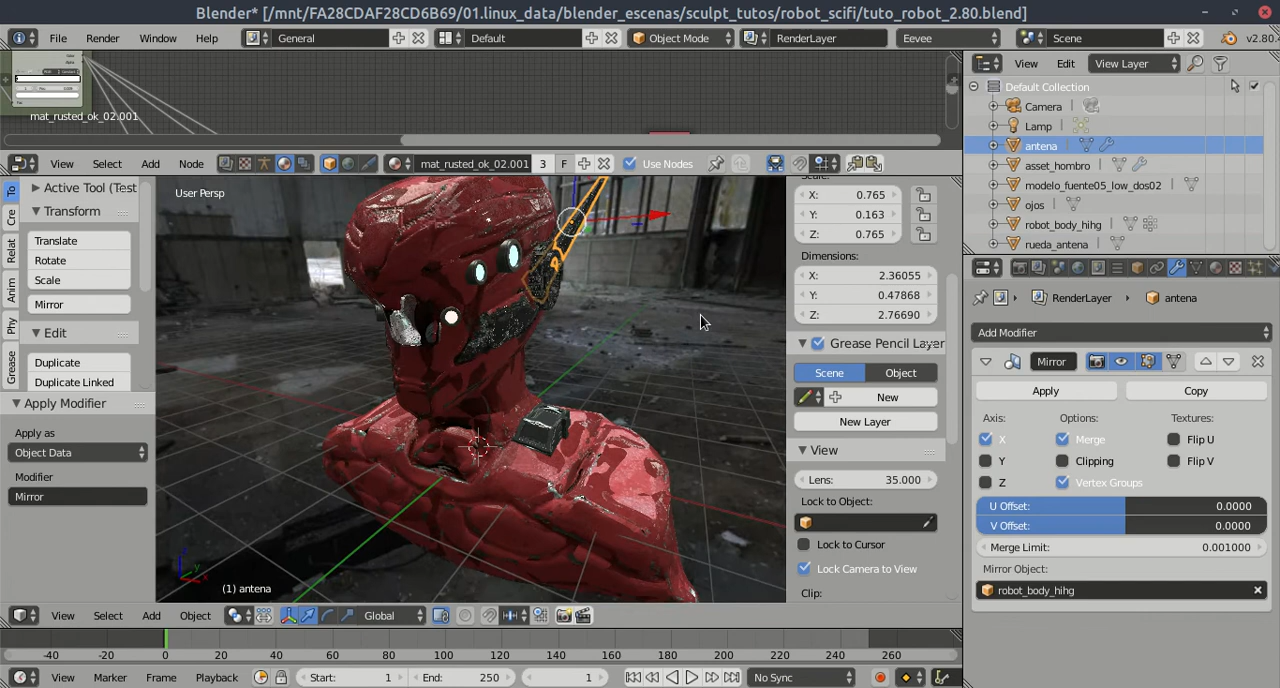 Blender* [/mnt/FA28CDAF28CD6B69/01.linux_data/blender_escenas/sculpt_tutos/robot_scifi/tuto_robot_2.80.blend]
File Render Window Help General Default Object Mode RenderLayer Eevee Scene v2.80.
mat_rusted_ok_02.001
View Select Add Node mat_rusted_ok_02.001 3 F Use Nodes
View Edit View Layer
Default Collection
Camera
Lamp
antena
asset_hombro
modelo_fuente05_low_dos02
ojos
robot_body_hihg
rueda_antena
To
Cre
Relat
Anim
Phy
Grease
Active Tool (Test
Transform
Translate
Rotate
Scale
Mirror
Edit
Duplicate
Duplicate Linked
Apply Modifier
Apply as
Object Data
Modifier
Mirror
User Persp
(1) antena
Scale:
X: 0.765
Y: 0.163
Z: 0.765
Dimensions:
X: 2.36055
Y: 0.47868
Z: 2.76690
Grease Pencil Layer
Scene Object
New
New Layer
View
Lens: 35.000
Lock to Object:
Lock to Cursor
Lock Camera to View
Clip:
RenderLayer antena
Add Modifier
Mirror
Apply Copy
Axis: Options: Textures:
X Merge Flip U
Y Clipping Flip V
Z Vertex Groups
U Offset: 0.0000
V Offset: 0.0000
Merge Limit: 0.001000
Mirror Object:
robot_body_hihg
View Select Add Object Global
-40 -20 0 20 40 60 80 100 120 140 160 180 200 220 240 260
View Marker Frame Playback Start: 1 End: 250 1 No Sync